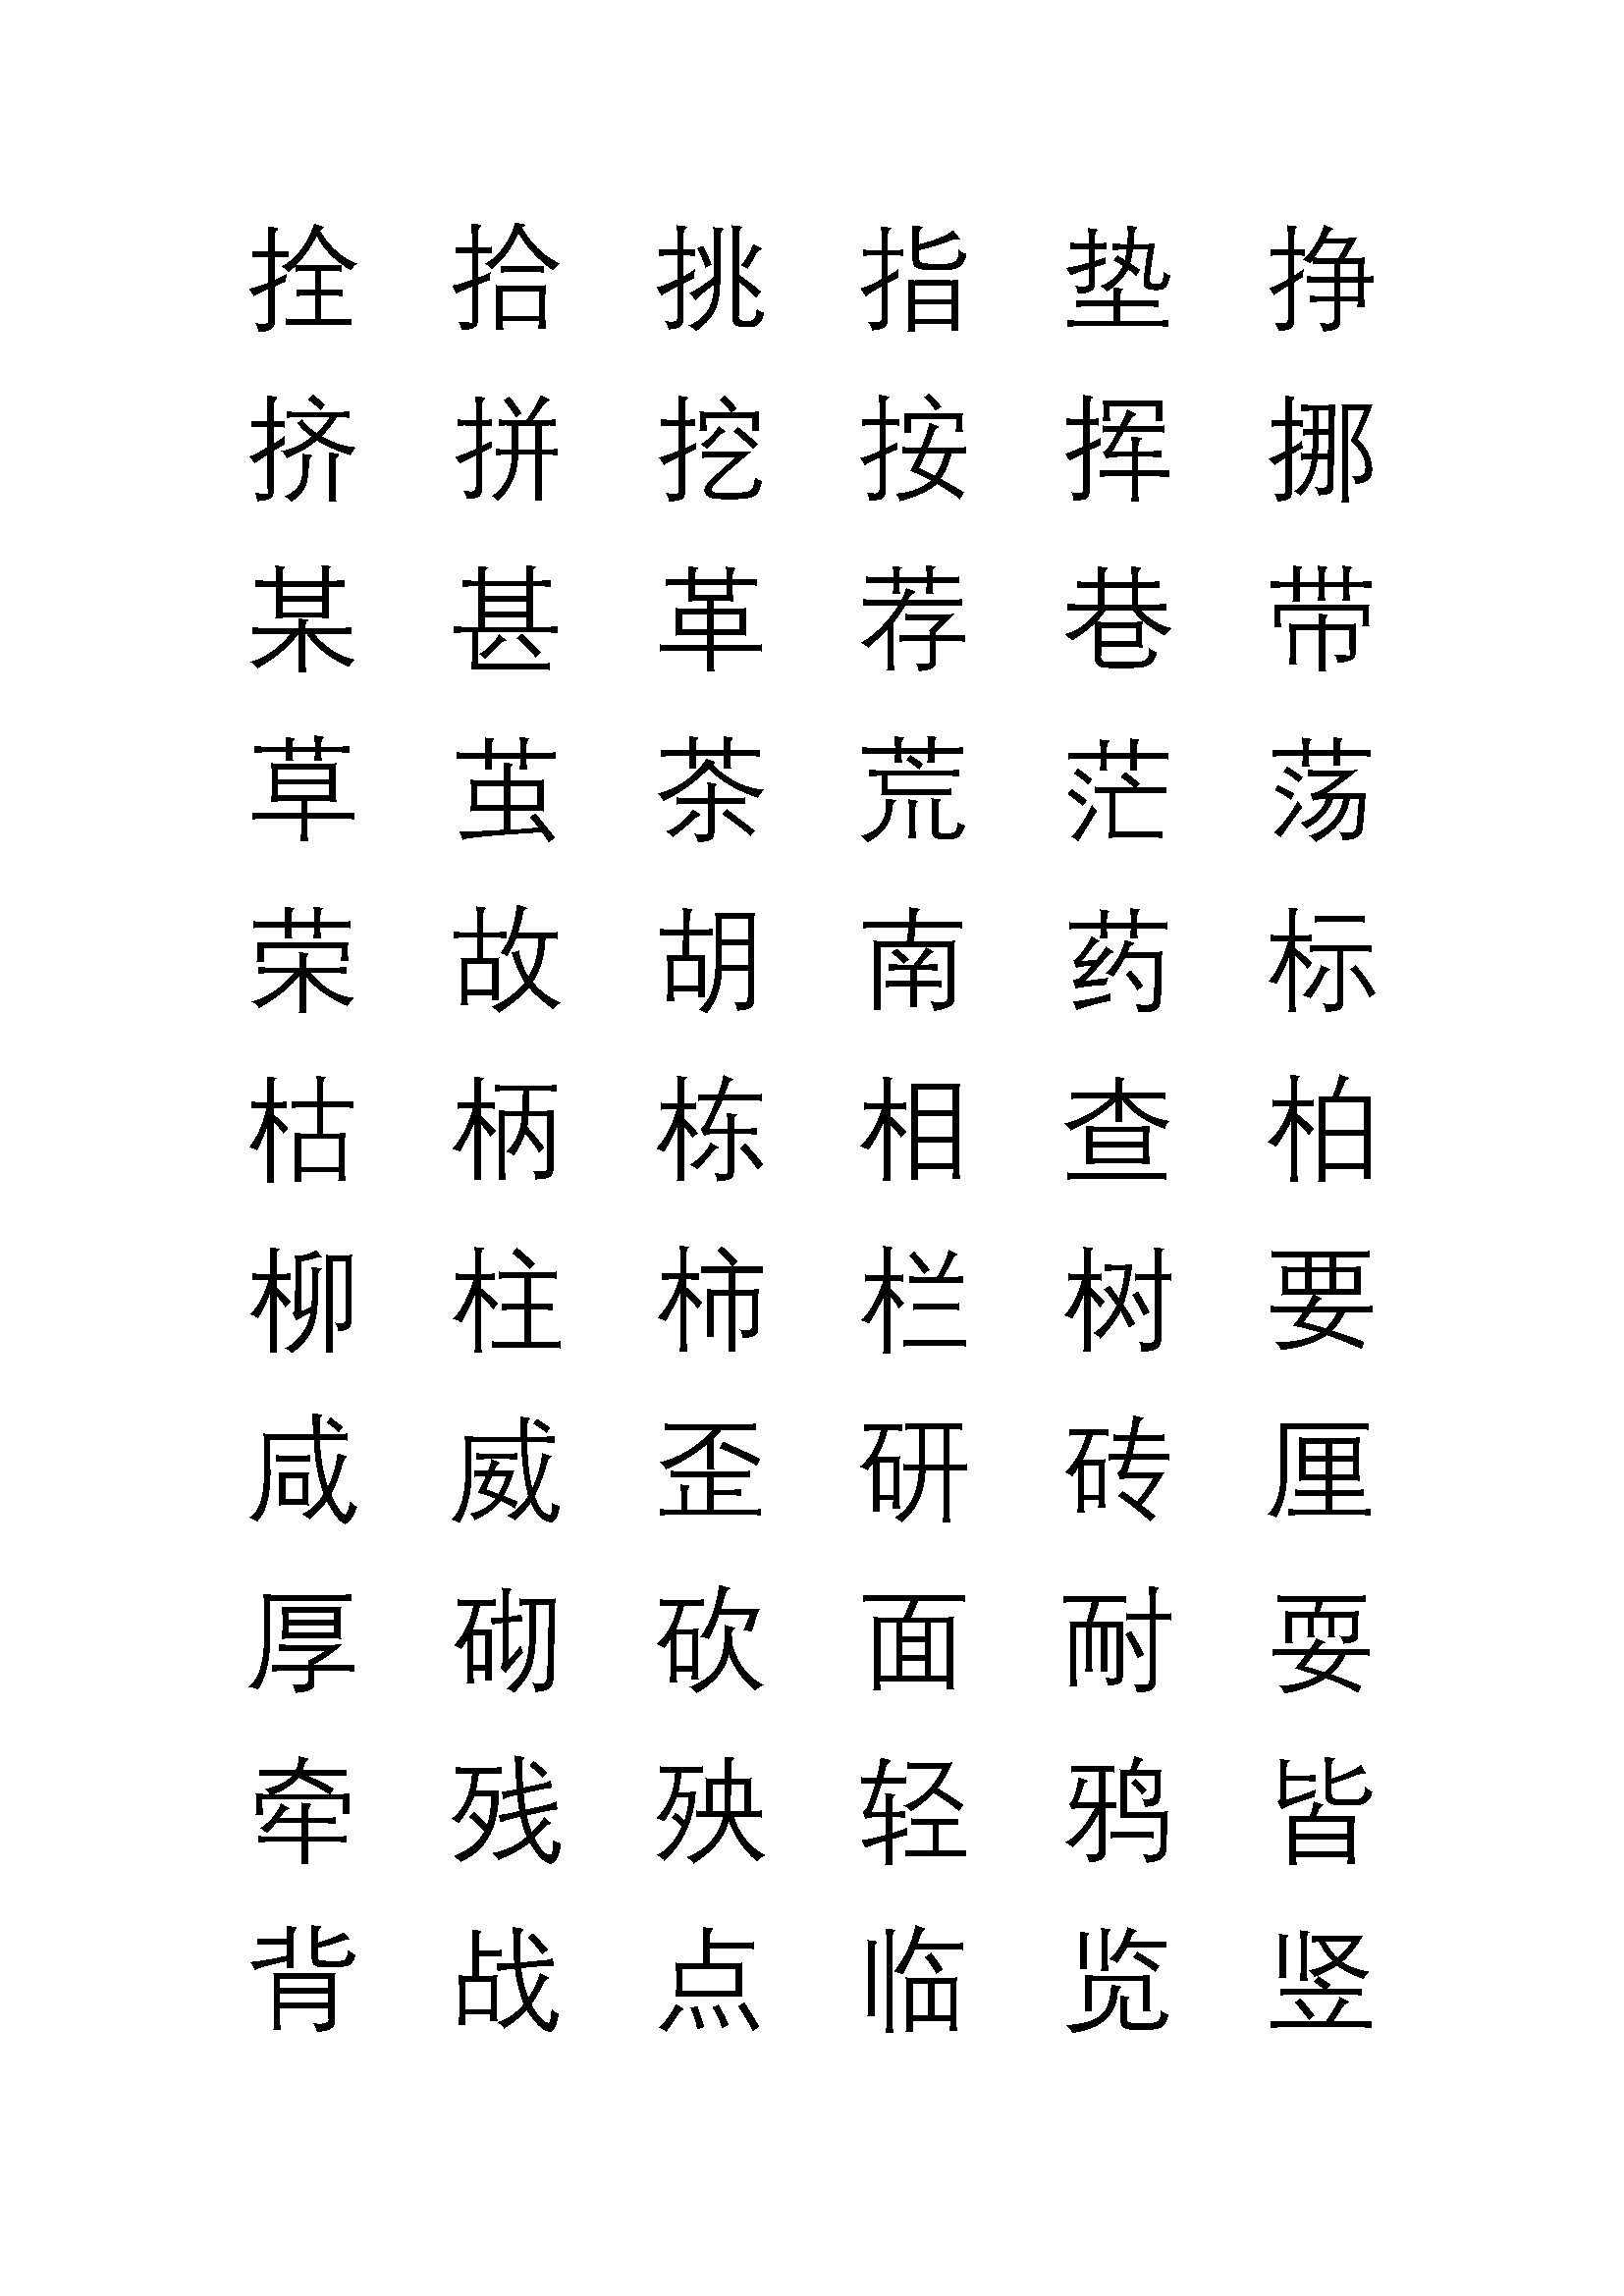 拴 拾 挑 指 垫 挣
挤 拼 挖 按 挥 挪
某 甚 革 荐 巷 带
草 茧 茶 荒 茫 荡
荣 故 胡 南 药 标
枯 柄 栋 相 查 柏
柳 柱 柿 栏 树 要
咸 威 歪 研 砖 厘
厚 砌 砍 面 耐 耍
牵 残 殃 轻 鸦 皆
背 战 点 临 览 竖